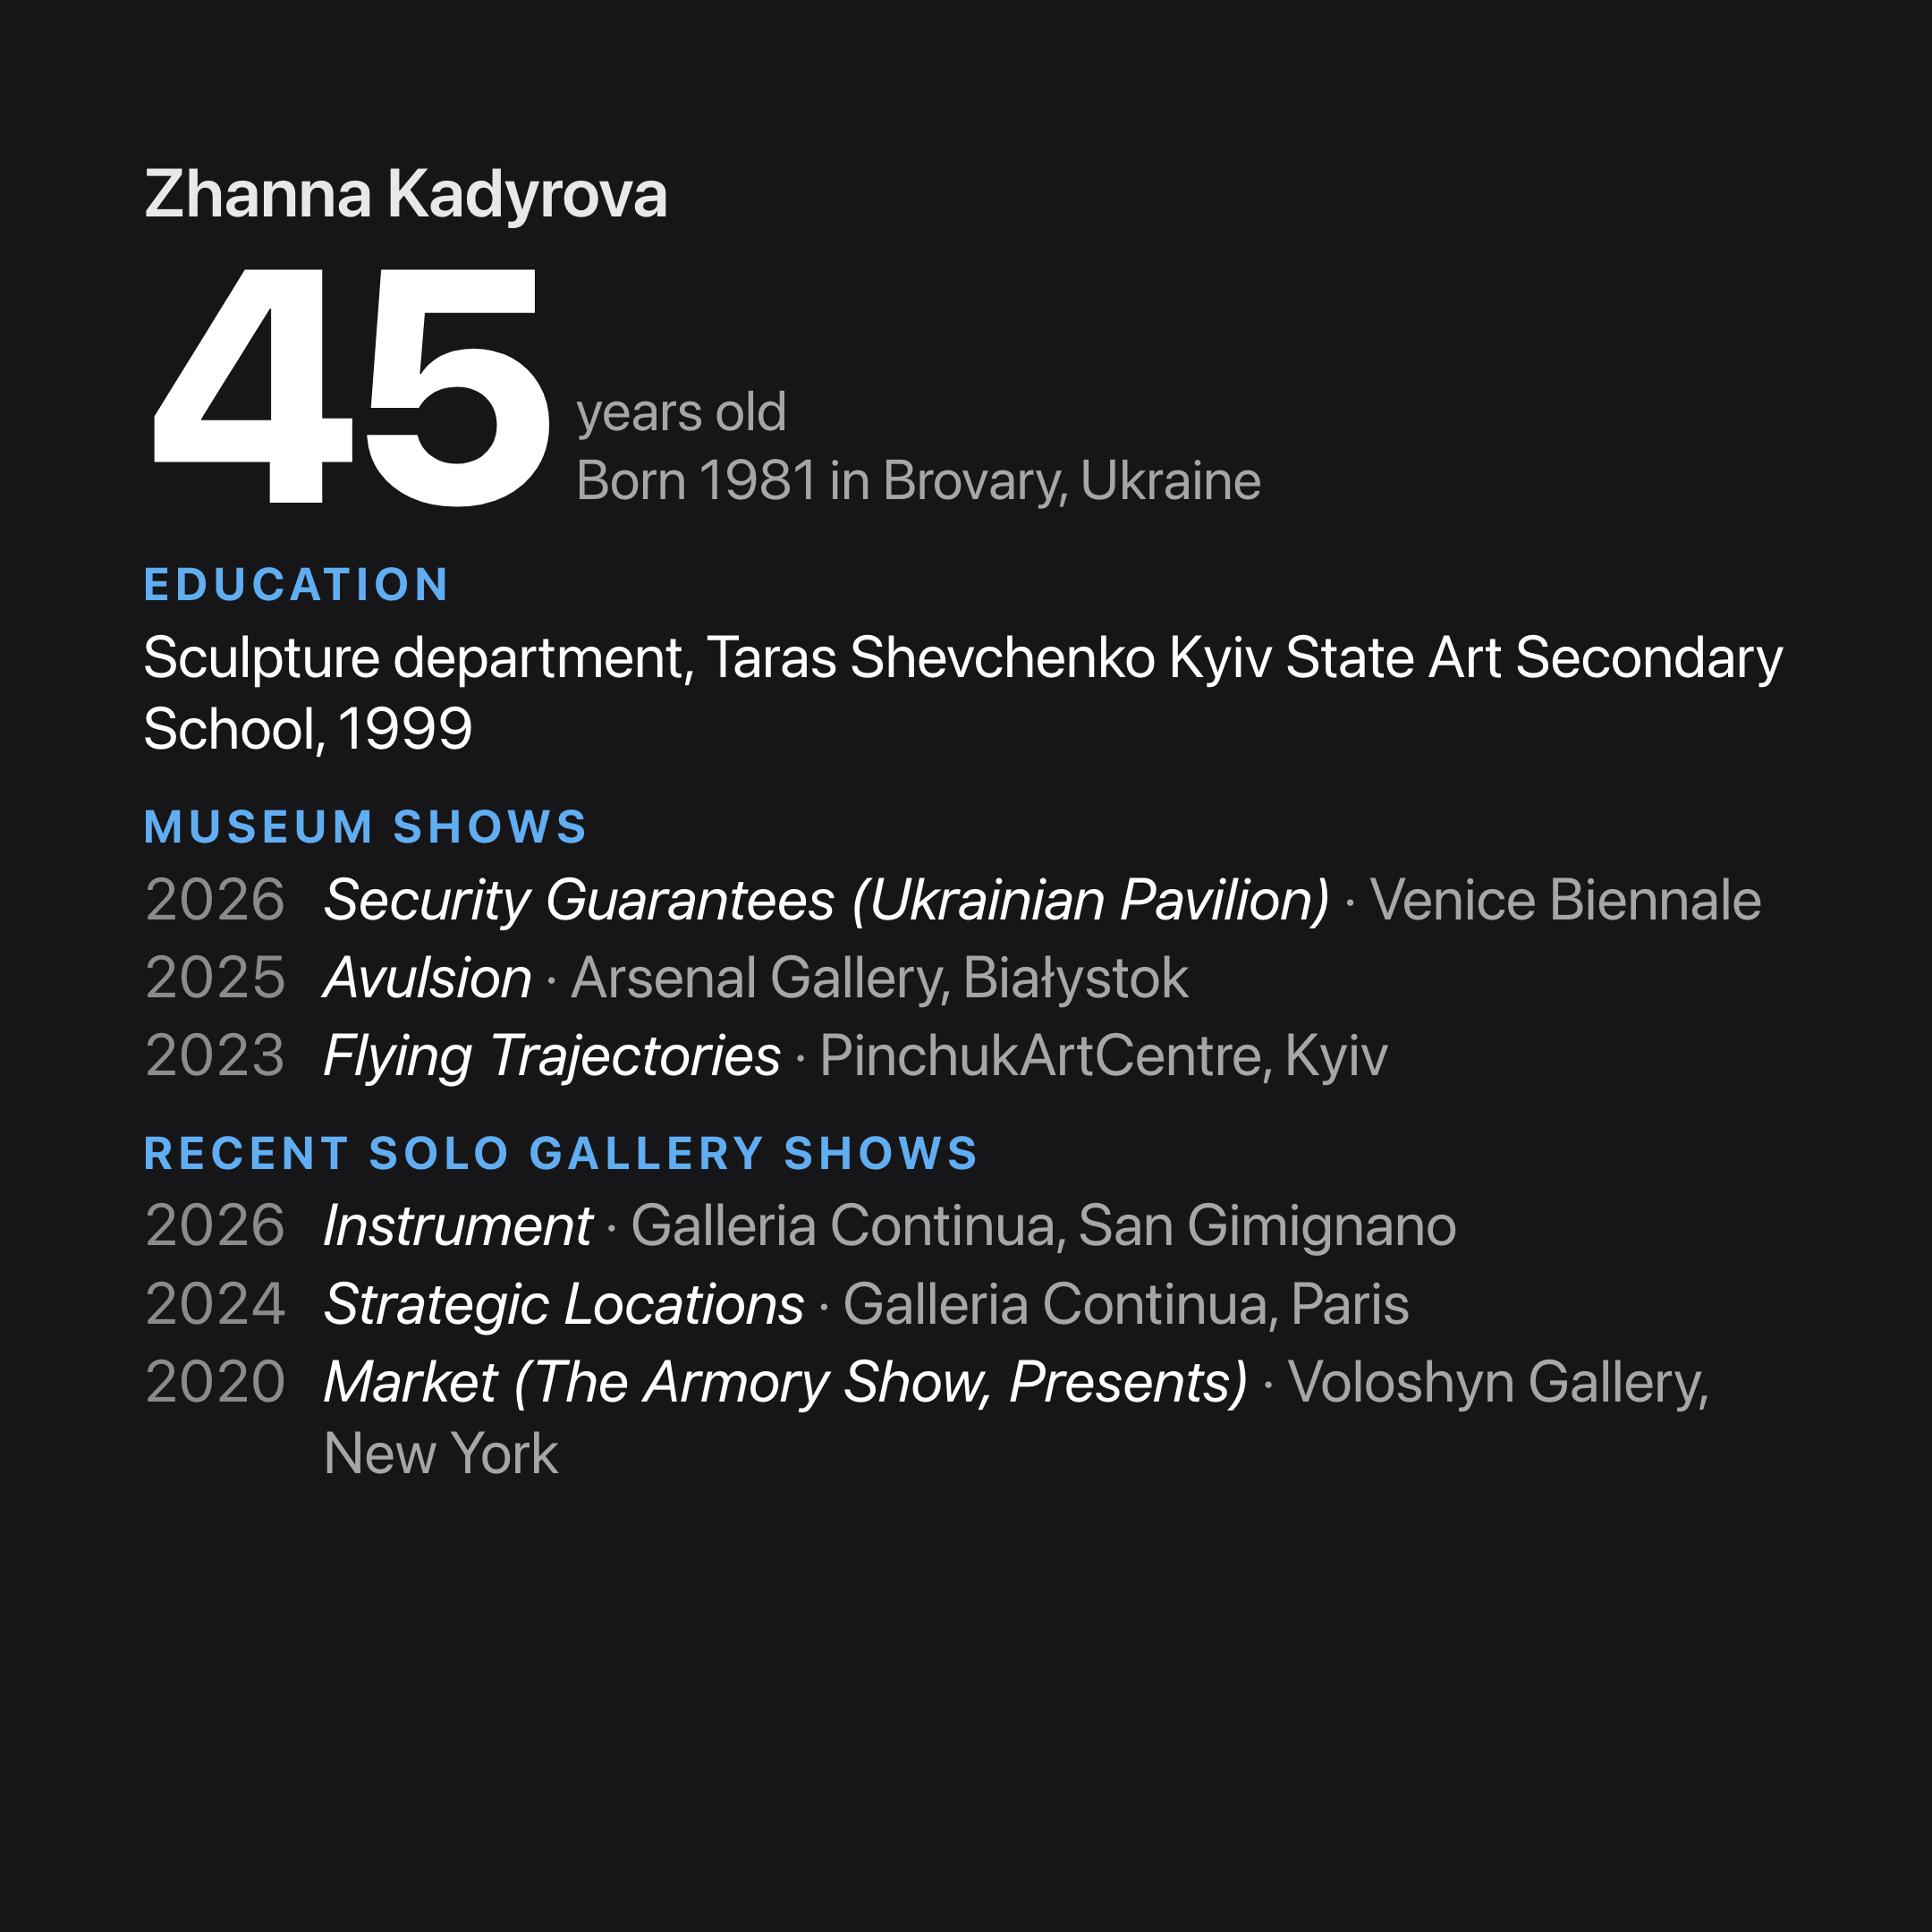 Zhanna Kadyrova
45 years old
Born 1981 in Brovary, Ukraine
EDUCATION
Sculpture department, Taras Shevchenko Kyiv State Art Secondary
School, 1999
MUSEUM SHOWS
2026 Security Guarantees (Ukrainian Pavilion) · Venice Biennale
2025 Avulsion · Arsenal Gallery, Białystok
2023 Flying Trajectories · PinchukArtCentre, Kyiv
RECENT SOLO GALLERY SHOWS
2026 Instrument · Galleria Continua, San Gimignano
2024 Strategic Locations · Galleria Continua, Paris
2020 Market (The Armory Show, Presents) · Voloshyn Gallery,
New York